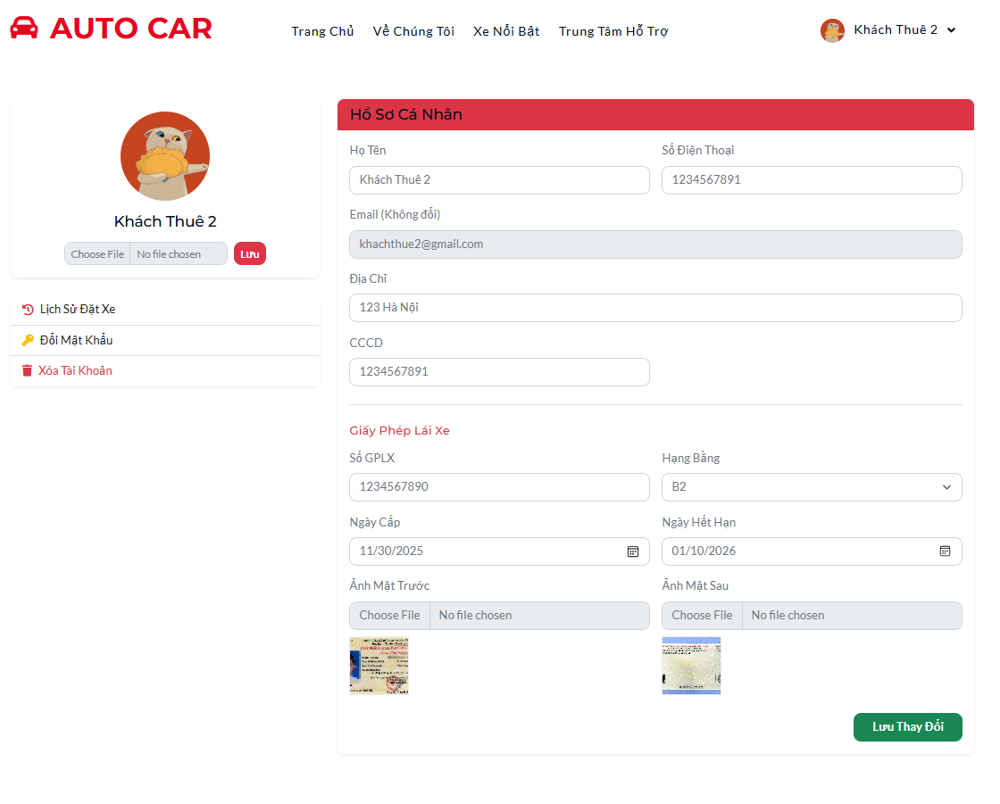 AUTO CAR
Trang Chủ Về Chúng Tôi Xe Nổi Bật Trung Tâm Hỗ Trợ
Khách Thuê 2
Khách Thuê 2
Choose File No file chosen Lưu
Lịch Sử Đặt Xe
Đổi Mật Khẩu
Xóa Tài Khoản
Hồ Sơ Cá Nhân
Họ Tên Số Điện Thoại
Khách Thuê 2 1234567891
Email (Không đổi)
khachthue2@gmail.com
Địa Chỉ
123 Hà Nội
CCCD
1234567891
Giấy Phép Lái Xe
Số GPLX Hạng Bằng
1234567890 B2
Ngày Cấp Ngày Hết Hạn
11/30/2025 01/10/2026
Ảnh Mặt Trước Ảnh Mặt Sau
Choose File No file chosen Choose File No file chosen
Lưu Thay Đổi